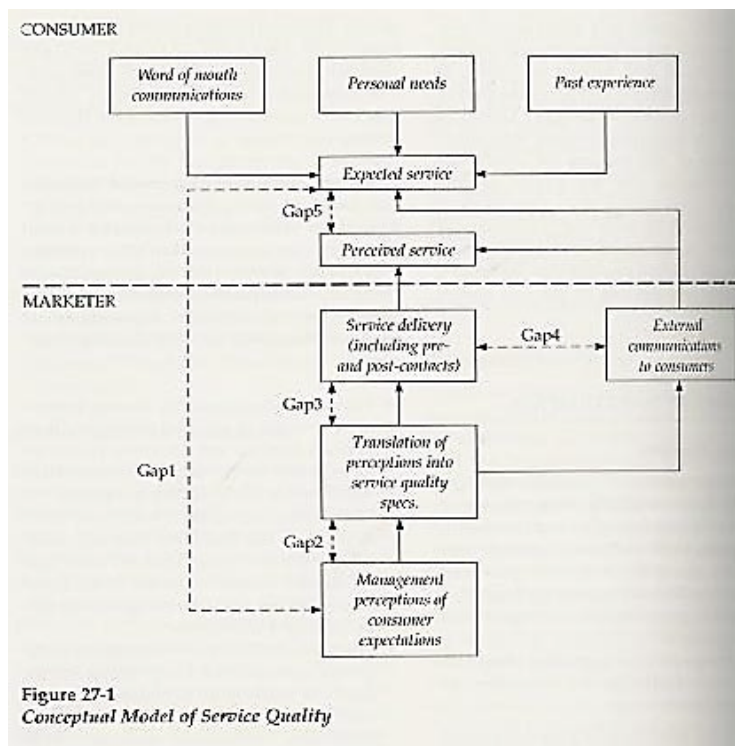 CONSUMER
Word of mouth
communications
Personal needs
Past experience
Expected service
Gap5
Perceived service
MARKETER
Service delivery
(including pre-
and post-contacts)
Gap4
External
communications
to consumers
Gap3
Translation of
perceptions into
service quality
specs.
Gap1
Gap2
Management
perceptions of
consumer
expectations
Figure 27-1
Conceptual Model of Service Quality